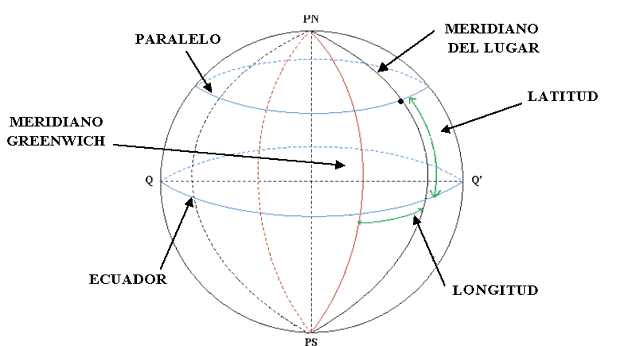 PN
MERIDIANO
DEL LUGAR
PARALELO
LATITUD
MERIDIANO
GREENWICH
Q
Q'
ECUADOR
LONGITUD
PS